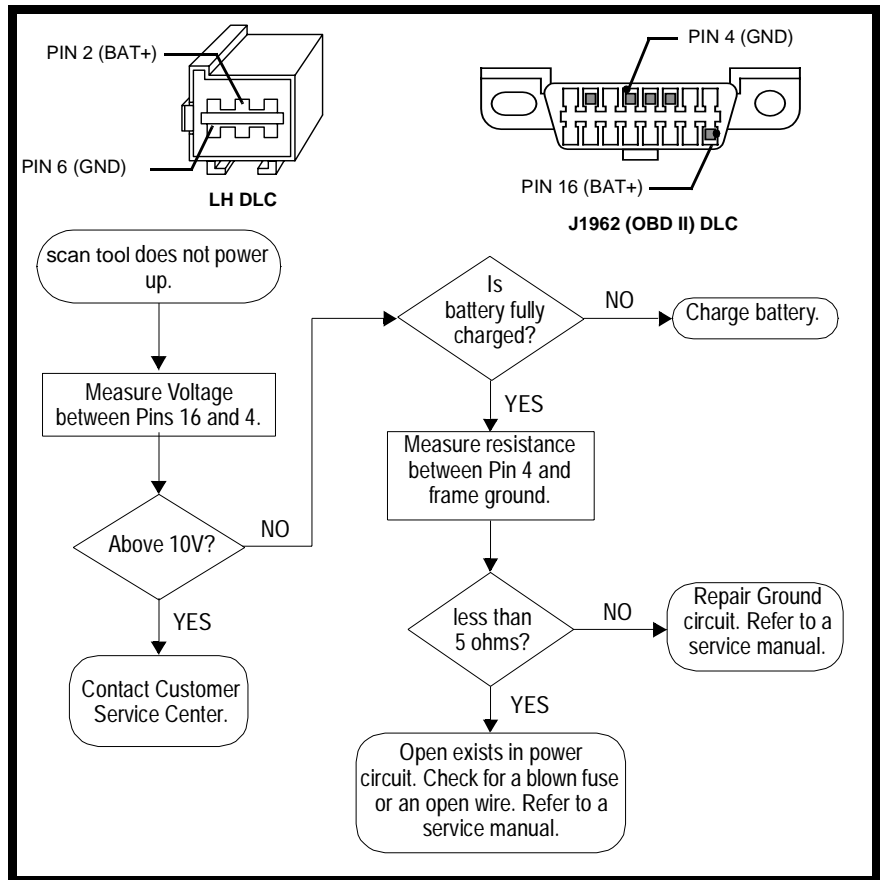 PIN 2 (BAT+)
PIN 6 (GND)
LH DLC
PIN 4 (GND)
PIN 16 (BAT+)
J1962 (OBD II) DLC
scan tool does not power
up.
Measure Voltage
between Pins 16 and 4.
Above 10V?
NO
YES
Contact Customer
Service Center.
Is
battery fully
charged?
NO
Charge battery.
YES
Measure resistance
between Pin 4 and
frame ground.
less than
5 ohms?
NO
Repair Ground
circuit. Refer to a
service manual.
YES
Open exists in power
circuit. Check for a blown fuse
or an open wire. Refer to a
service manual.